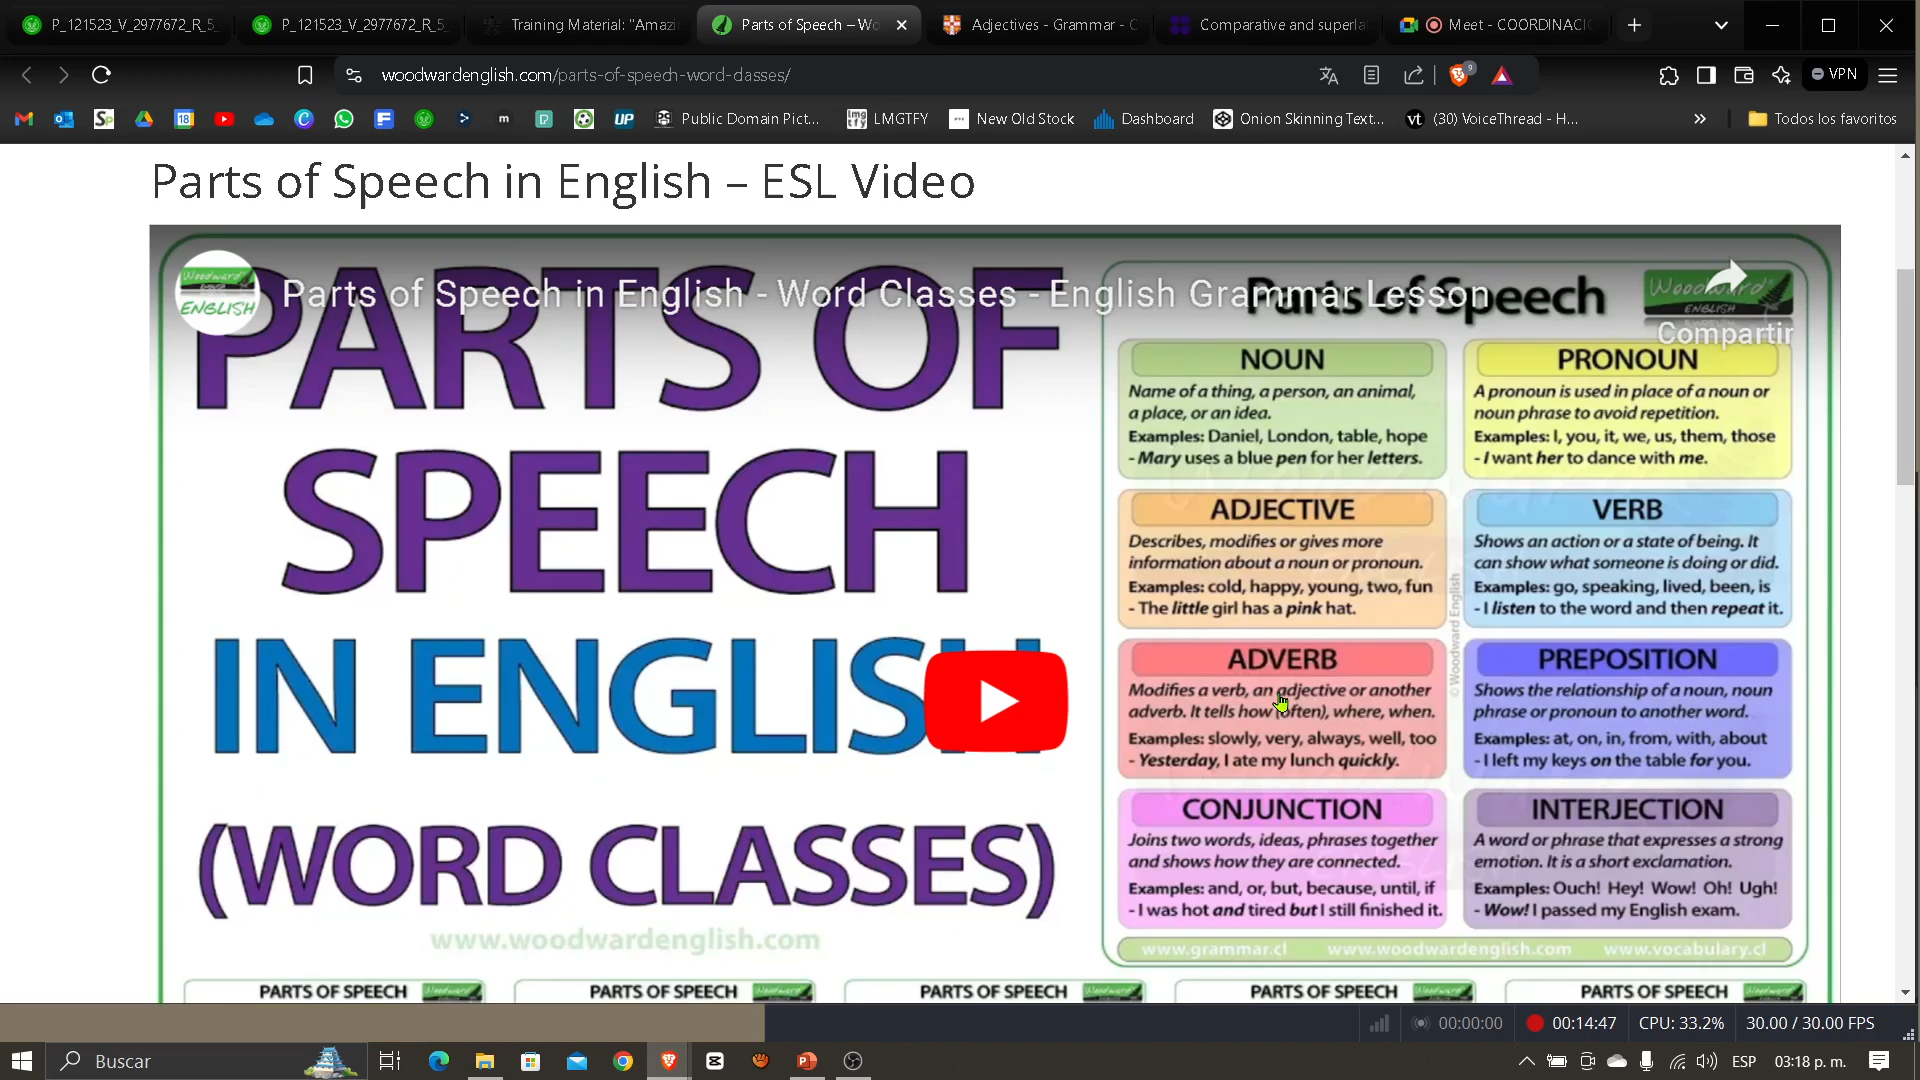 P_121523_V_2977672_R_5
P_121523_V_2977672_R_5
Training Material: "Amazi
Parts of Speech – Wo
Adjectives - Grammar - C
Comparative and superla
Meet - COORDINACI
woodwardenglish.com/parts-of-speech-word-classes/
9
VPN
18
UP
Public Domain Pict...
LMGTFY
New Old Stock
Dashboard
Onion Skinning Text...
(30) VoiceThread - H...
Todos los favoritos
Parts of Speech in English – ESL Video
Woodward
ENGLISH
Parts of Speech in English - Word Classes - English Grammar Lesson
Compartir
PARTS OF
SPEECH
IN ENGLISH
(WORD CLASSES)
www.woodwardenglish.com
Parts of Speech
Woodward
ENGLISH
NOUN
Name of a thing, a person, an animal,
a place, or an idea.
Examples: Daniel, London, table, hope
- Mary uses a blue pen for her letters.
PRONOUN
A pronoun is used in place of a noun or
noun phrase to avoid repetition.
Examples: I, you, it, we, us, them, those
- I want her to dance with me.
ADJECTIVE
Describes, modifies or gives more
information about a noun or pronoun.
Examples: cold, happy, young, two, fun
- The little girl has a pink hat.
VERB
Shows an action or a state of being. It
can show what someone is doing or did.
Examples: go, speaking, lived, been, is
- I listen to the word and then repeat it.
© Woodward English
ADVERB
Modifies a verb, an adjective or another
adverb. It tells how (often), where, when.
Examples: slowly, very, always, well, too
- Yesterday, I ate my lunch quickly.
PREPOSITION
Shows the relationship of a noun, noun
phrase or pronoun to another word.
Examples: at, on, in, from, with, about
- I left my keys on the table for you.
CONJUNCTION
Joins two words, ideas, phrases together
and shows how they are connected.
Examples: and, or, but, because, until, if
- I was hot and tired but I still finished it.
INTERJECTION
A word or phrase that expresses a strong
emotion. It is a short exclamation.
Examples: Ouch! Hey! Wow! Oh! Ugh!
- Wow! I passed my English exam.
www.grammar.cl www.woodwardenglish.com www.vocabulary.cl
PARTS OF SPEECH
PARTS OF SPEECH
PARTS OF SPEECH
PARTS OF SPEECH
PARTS OF SPEECH
00:00:00
00:14:47
CPU: 33.2%
30.00 / 30.00 FPS
Buscar
ESP
03:18 p. m.